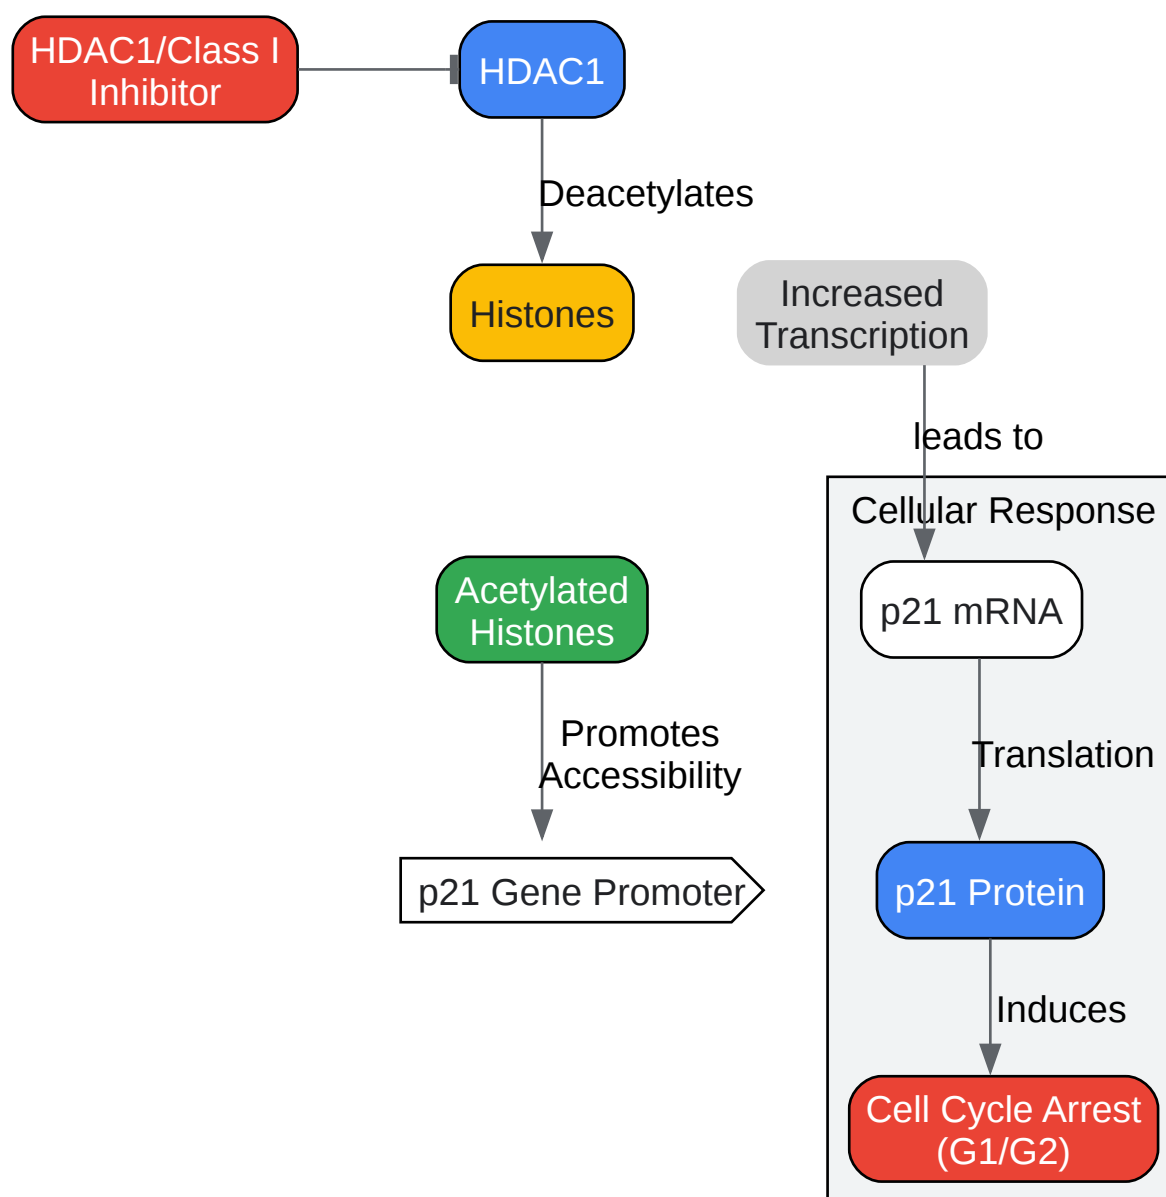 HDAC1/Class I
Inhibitor
HDAC1
Deacetylates
Histones
Increased
Transcription
leads to
Cellular Response
Acetylated
Histones
p21 mRNA
Promotes
Accessibility
Translation
p21 Gene Promoter
p21 Protein
Induces
Cell Cycle Arrest
(G1/G2)